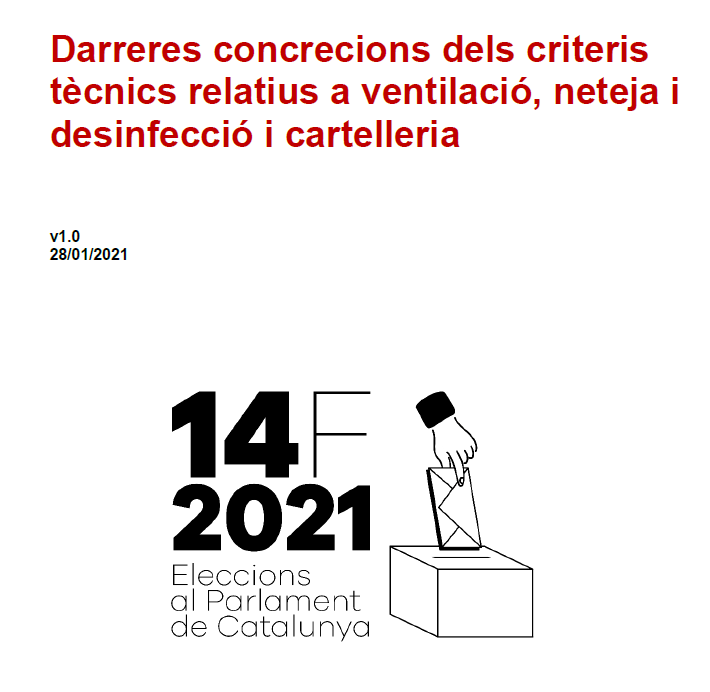 Darreres concrecions dels criteris
tècnics relatius a ventilació, neteja i
desinfecció i cartelleria
v1.0
28/01/2021
14F
2021
Eleccions
al Parlament
de Catalunya